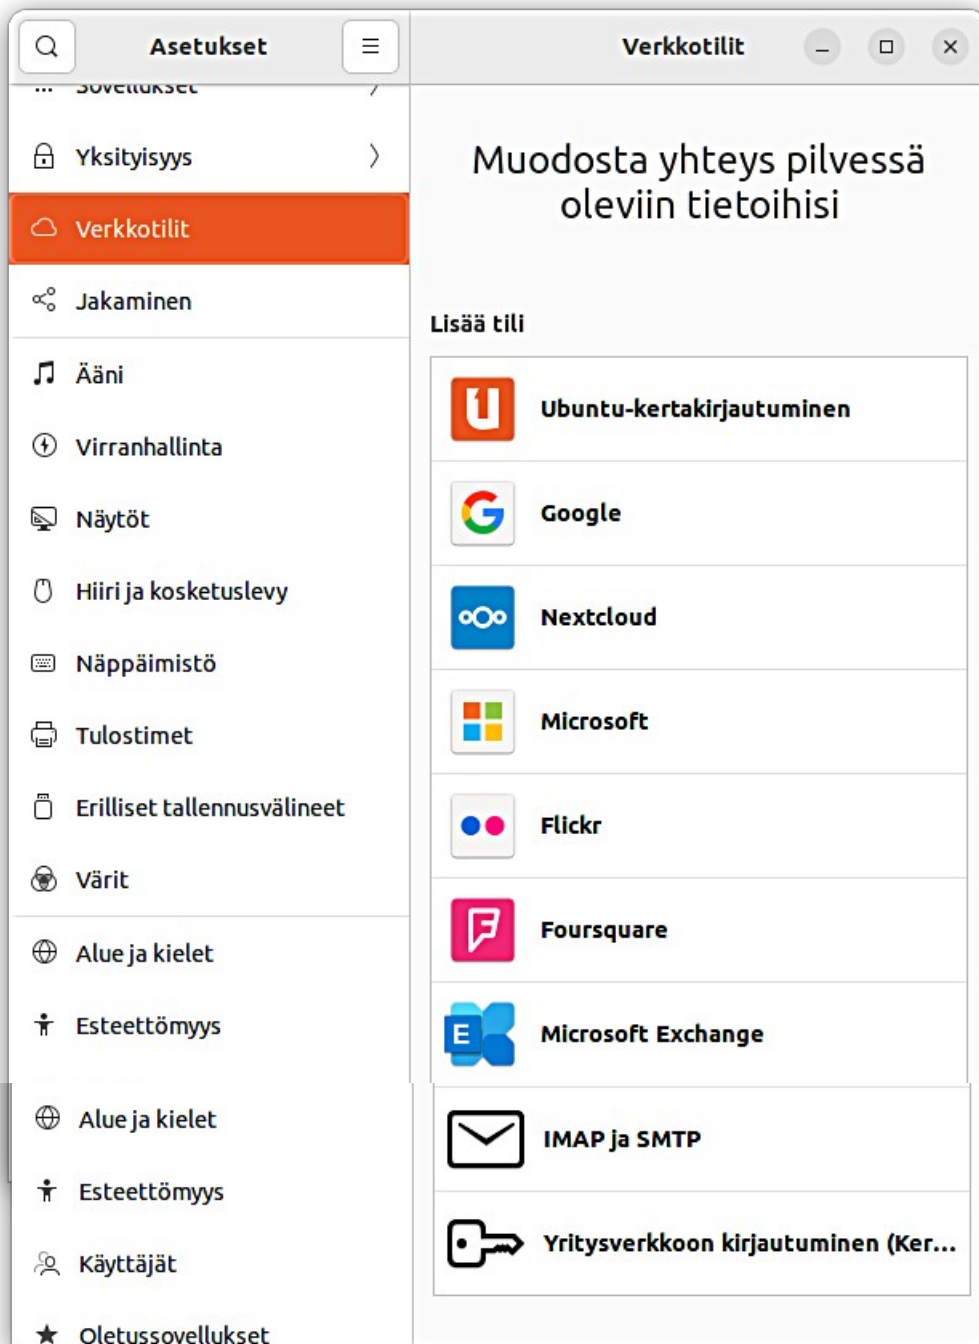 Asetukset
Verkkotilit
Sovellukset
Yksityisyys
Verkkotilit
Jakaminen
Ääni
Virranhallinta
Näytöt
Hiiri ja kosketuslevy
Näppäimistö
Tulostimet
Erilliset tallennusvälineet
Värit
Alue ja kielet
Esteettömyys
Alue ja kielet
Esteettömyys
Käyttäjät
Oletussovellukset
Muodosta yhteys pilvessä
oleviin tietoihisi
Lisää tili
Ubuntu-kertakirjautuminen
Google
Nextcloud
Microsoft
Flickr
Foursquare
E
Microsoft Exchange
IMAP ja SMTP
Yritysverkkoon kirjautuminen (Ker...